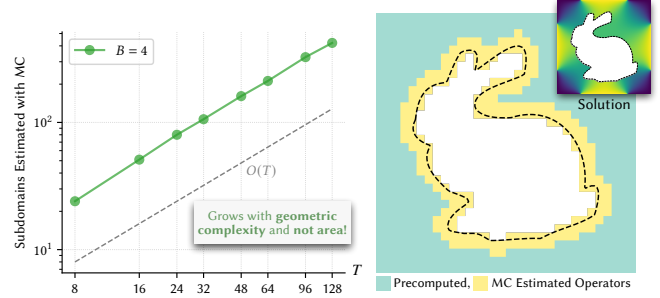 Subdomains Estimated with MC
B = 4
10²
10¹
O(T)
Grows with geometric
complexity and not area!
8 16 24 32 48 64 96 128 T
Solution
Precomputed, MC Estimated Operators